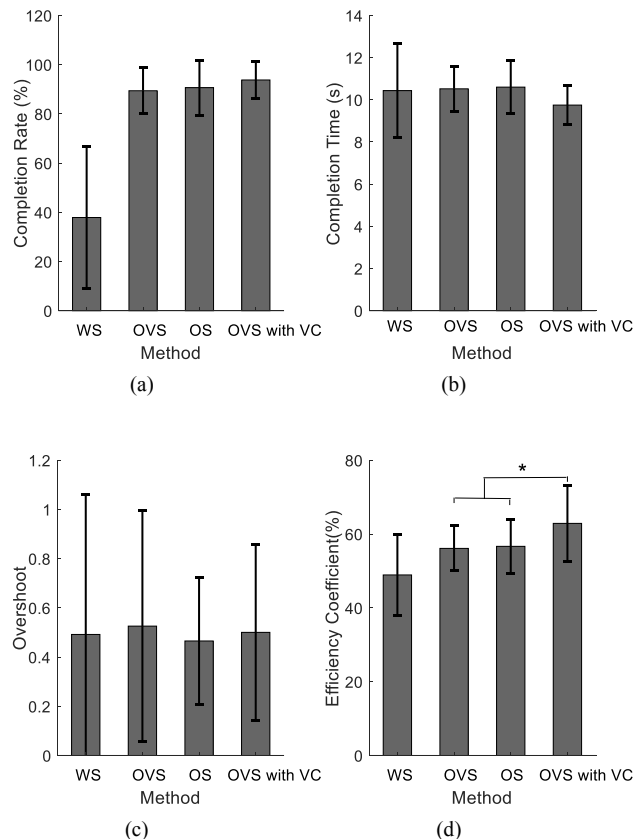 120
100
80
60
40
20
0
Completion Rate (%)
WS OVS OS OVS with VC
Method
(a)
14
12
10
8
6
4
2
0
Completion Time (s)
WS OVS OS OVS with VC
Method
(b)
1.2
1
0.8
0.6
0.4
0.2
0
Overshoot
WS OVS OS OVS with VC
Method
(c)
80
60
40
20
0
Efficiency Coefficient(%)
*
WS OVS OS OVS with VC
Method
(d)